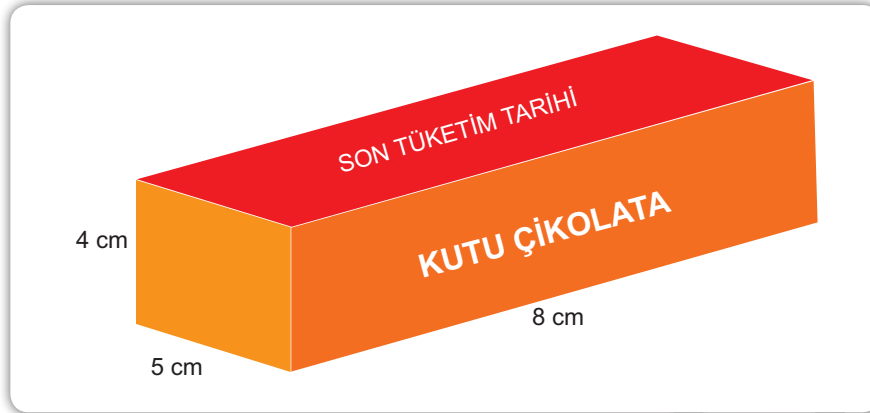 SON TÜKETİM TARİHİ
KUTU ÇİKOLATA
4 cm
8 cm
5 cm